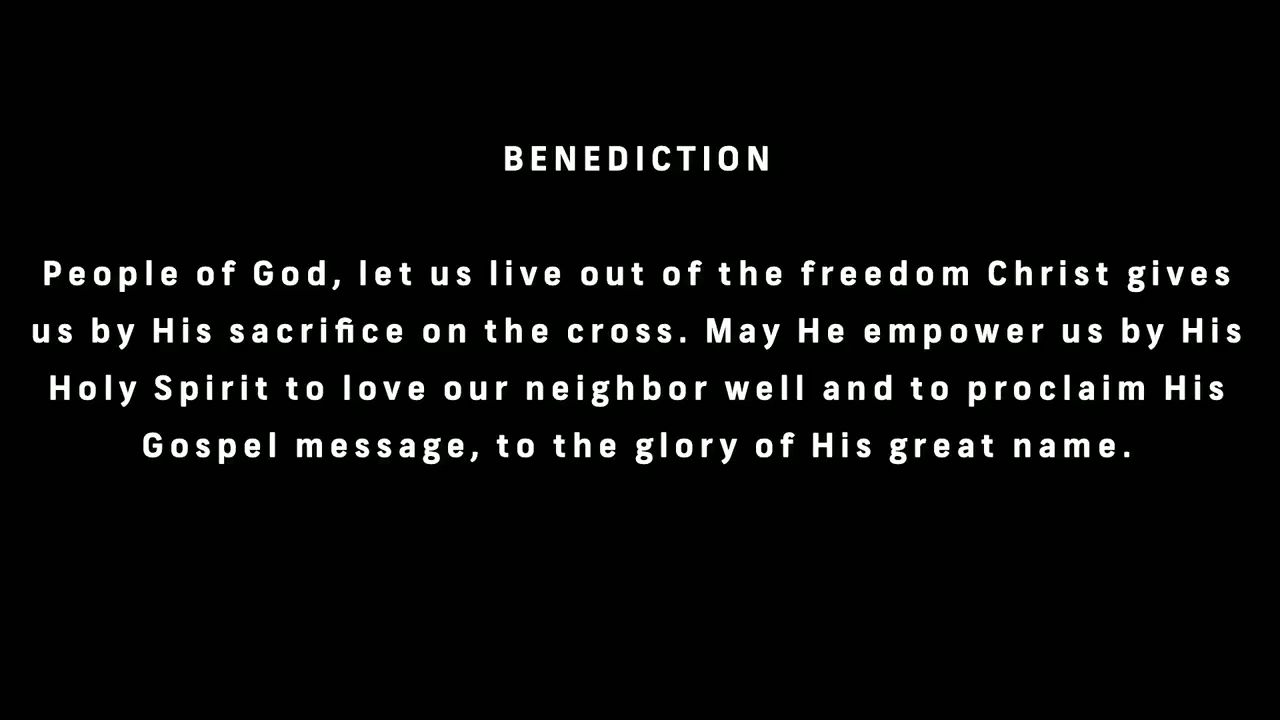 BENEDICTION
People of God, let us live out of the freedom Christ gives
us by His sacrifice on the cross. May He empower us by His
Holy Spirit to love our neighbor well and to proclaim His
Gospel message, to the glory of His great name.